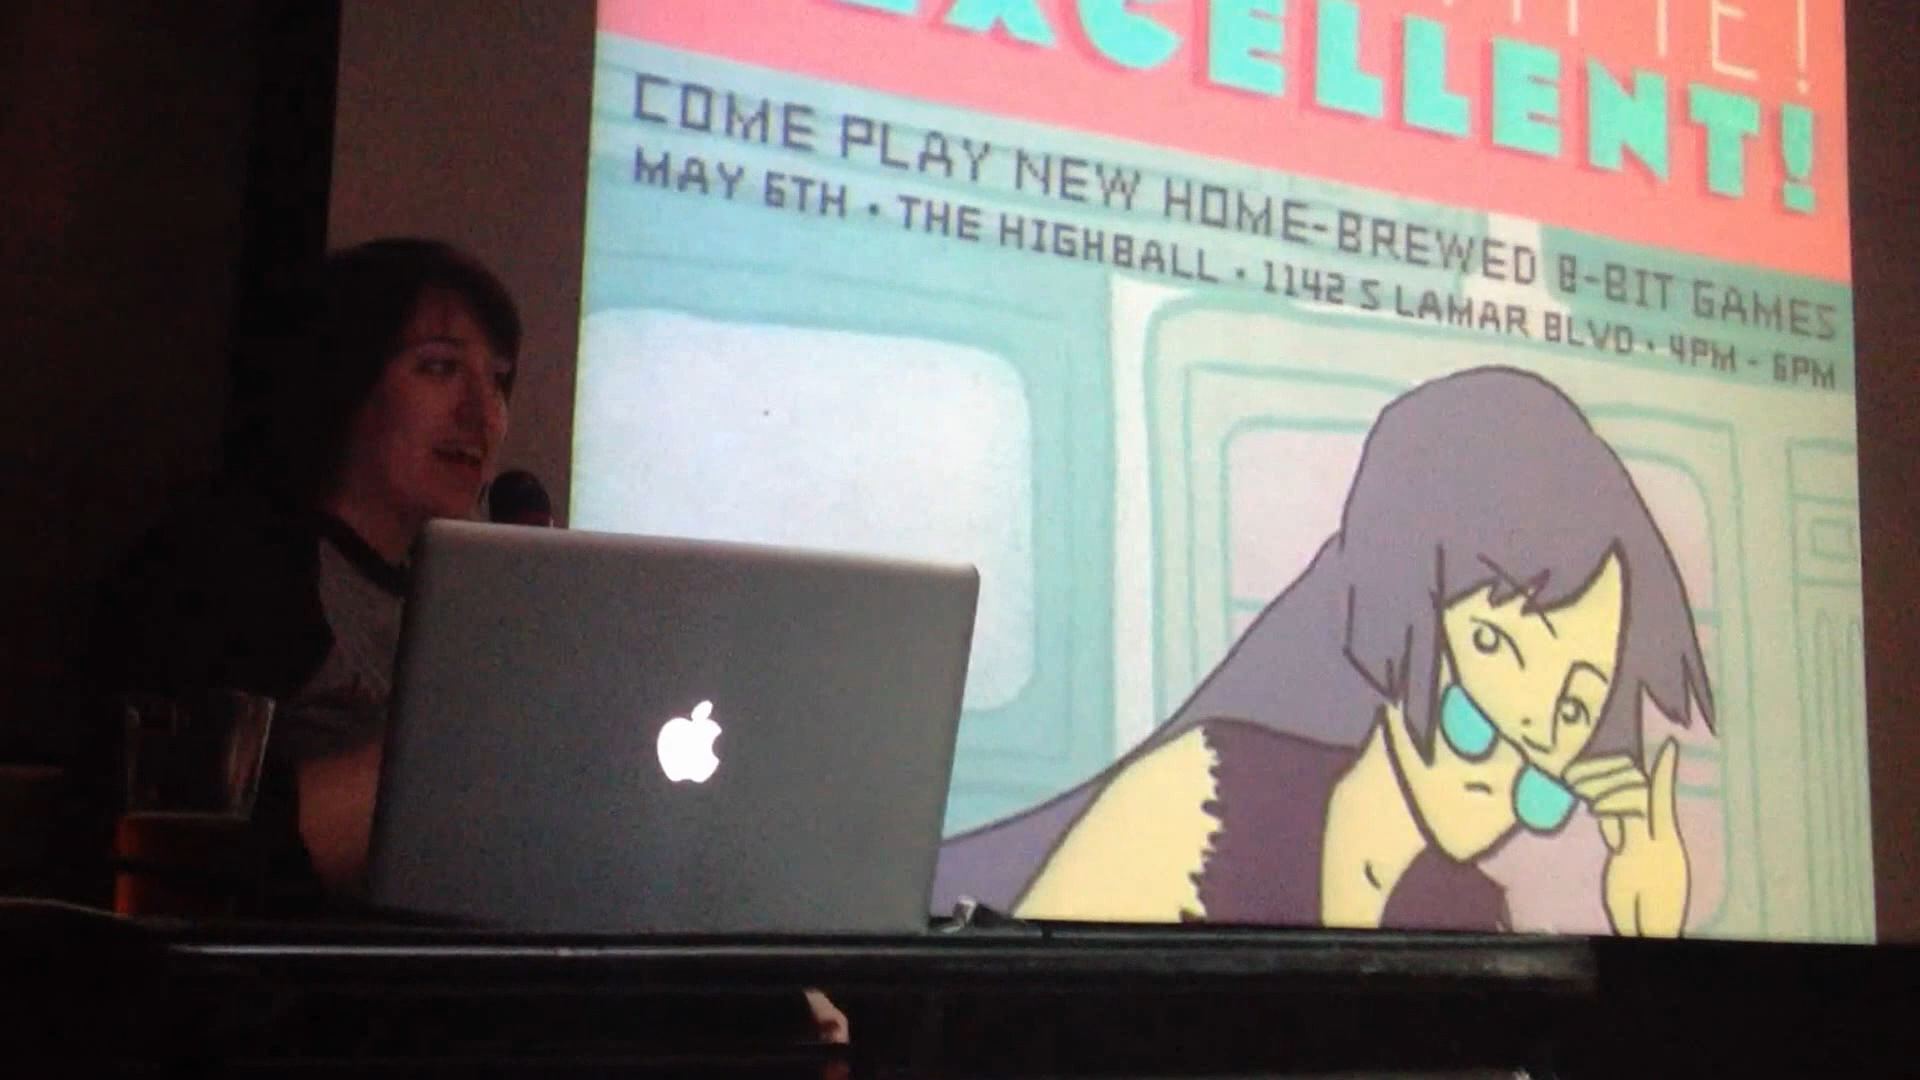 EXCELLENT!
COME PLAY NEW HOME-BREWED 8-BIT GAMES
MAY 6TH • THE HIGHBALL • 1142 S LAMAR BLVD • 4PM - 6PM